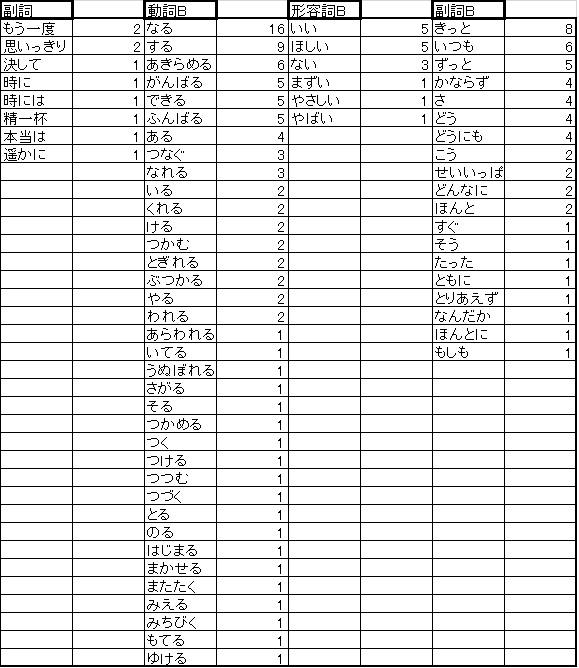 副詞 動詞B 形容詞B 副詞B
もう一度 2 なる 16 いい 5 きっと 8
思いっきり 2 する 9 ほしい 5 いつも 6
決して 1 あきらめる 6 ない 3 ずっと 5
時に 1 がんばる 5 まずい 1 かならず 4
時には 1 できる 5 やさしい 1 さ 4
精一杯 1 ふんばる 5 やばい 1 どう 4
本当は 1 ある 4 どうにも 4
遥かに 1 つなぐ 3 こう 2
なれる 3 せいいっぱ 2
いる 2 どんなに 2
くれる 2 ほんと 2
ける 2 すぐ 1
つかむ 2 そう 1
とぎれる 2 たった 1
ぶつかる 2 ともに 1
やる 2 とりあえず 1
われる 2 なんだか 1
あらわれる 1 ほんとに 1
いてる 1 もしも 1
うぬぼれる 1
さがる 1
そる 1
つかめる 1
つく 1
つける 1
つつむ 1
つづく 1
とる 1
のる 1
はじまる 1
まかせる 1
またたく 1
みえる 1
みちびく 1
もてる 1
ゆける 1